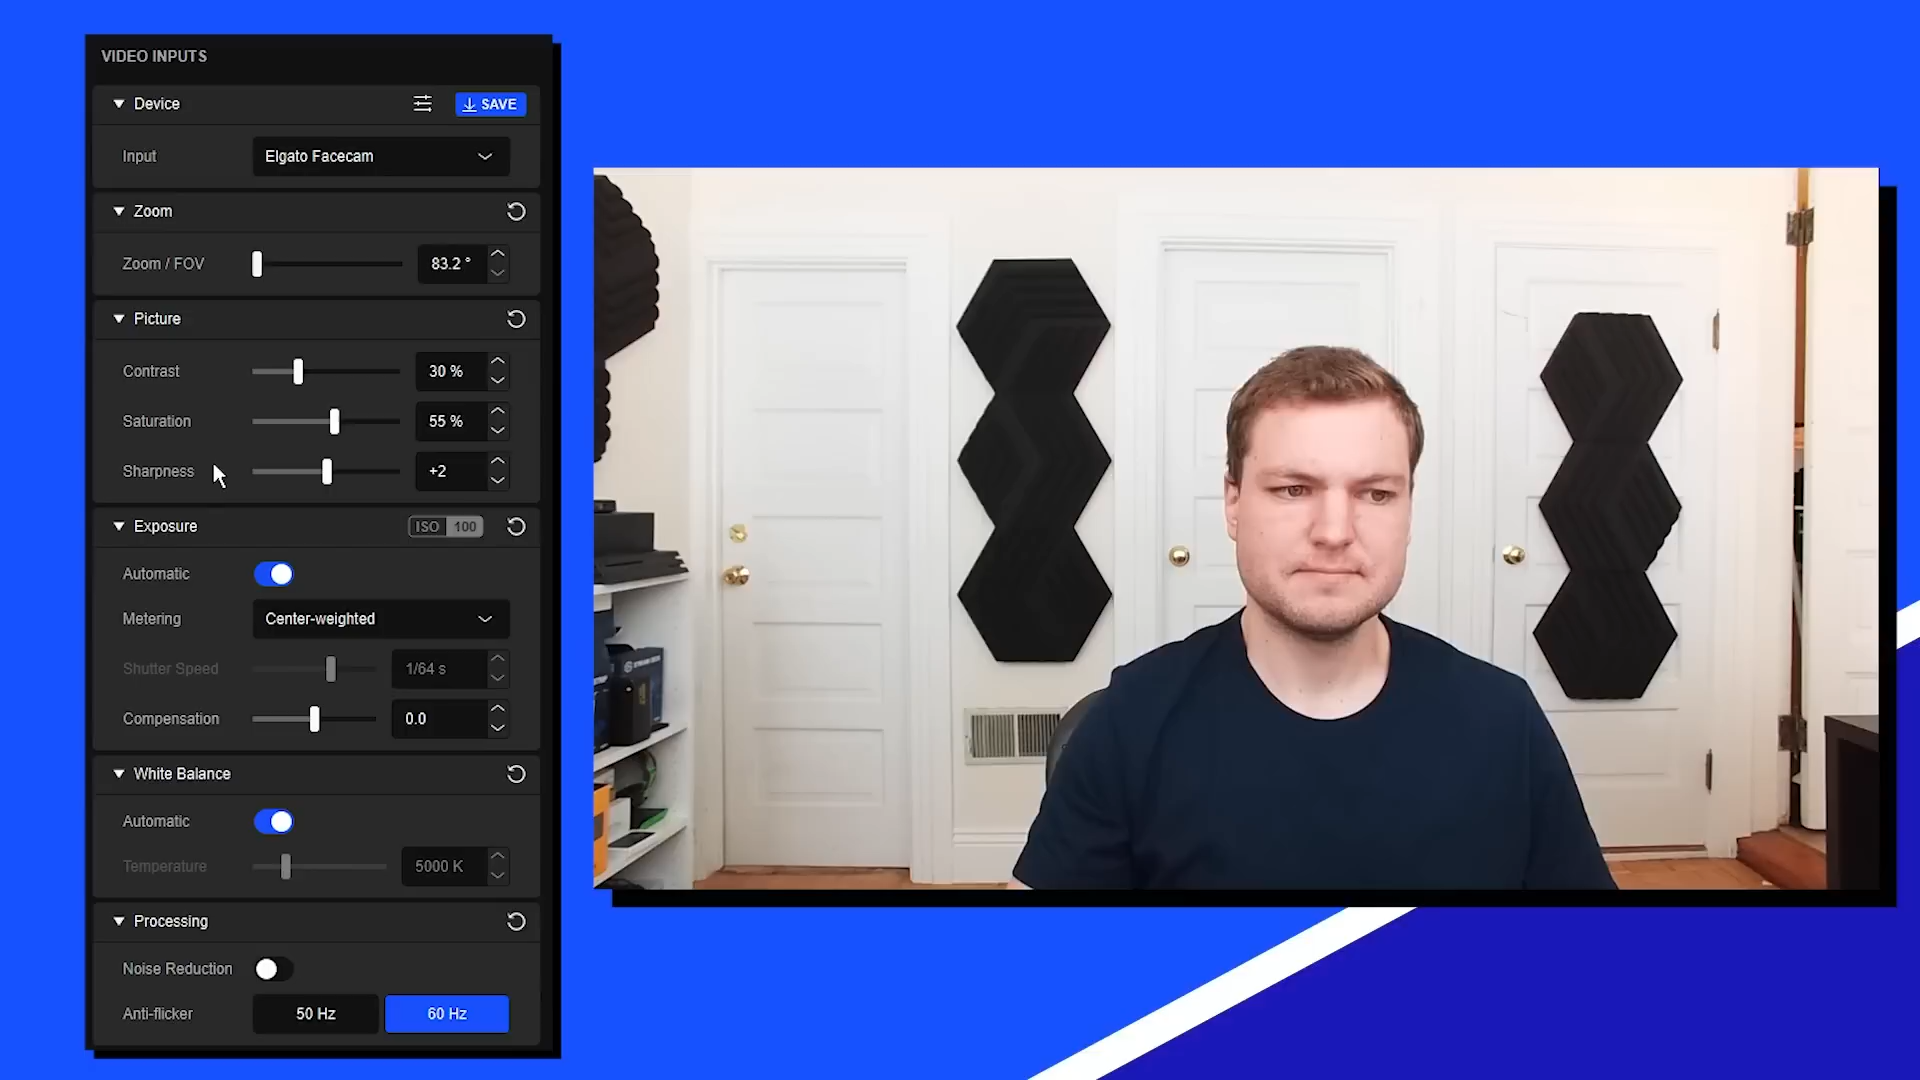 VIDEO INPUTS
Device
SAVE
Input
Elgato Facecam
Zoom
Zoom / FOV
83.2 °
Picture
Contrast
30 %
Saturation
55 %
Sharpness
+2
Exposure
ISO 100
Automatic
Metering
Center-weighted
Shutter Speed
1/64 s
Compensation
0.0
White Balance
Automatic
Temperature
5000 K
Processing
Noise Reduction
Anti-flicker
50 Hz
60 Hz